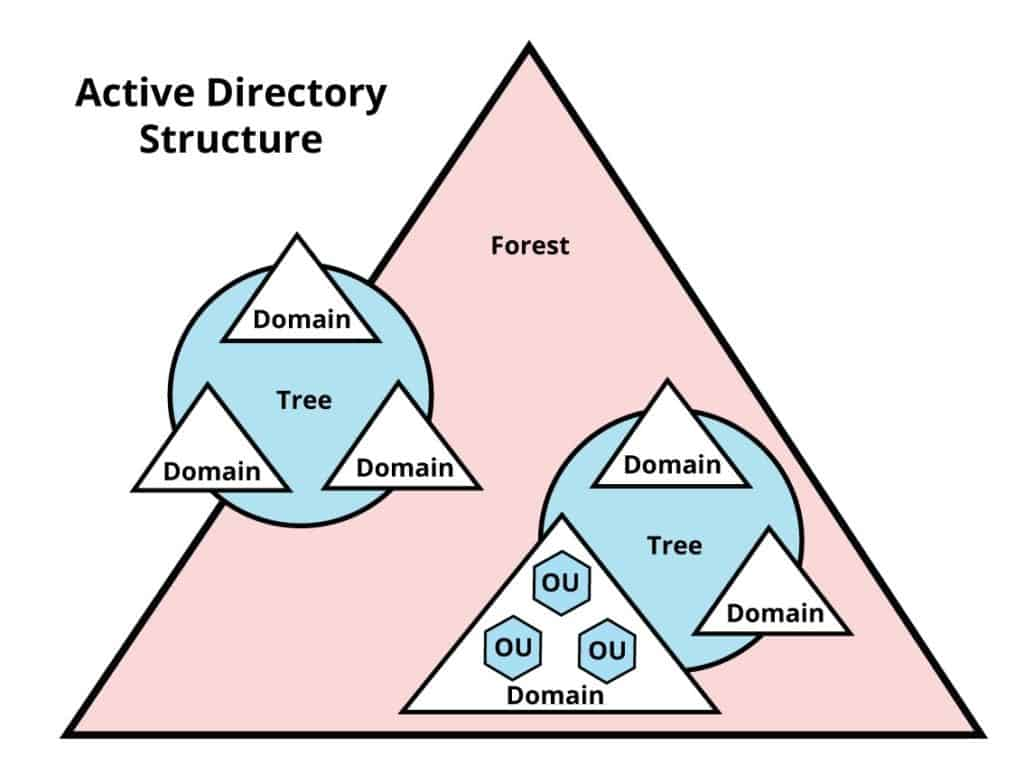 Active Directory
Structure
Forest
Domain
Tree
Domain
Domain
Domain
Tree
OU
Domain
OU
OU
Domain